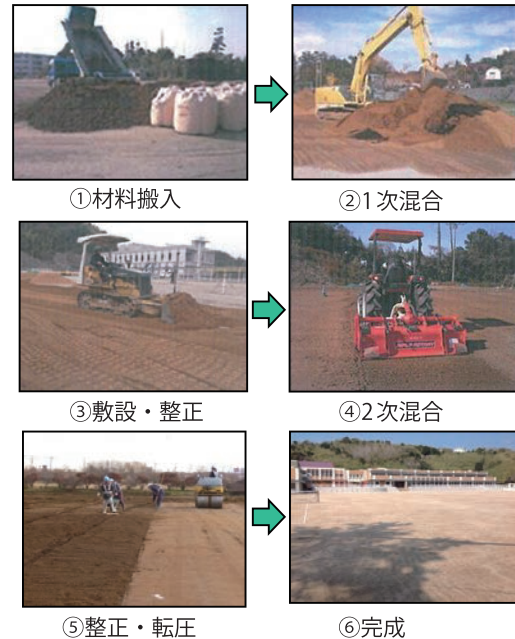 ①材料搬入
②1次混合
③敷設・整正
④2次混合
⑤整正・転圧
⑥完成